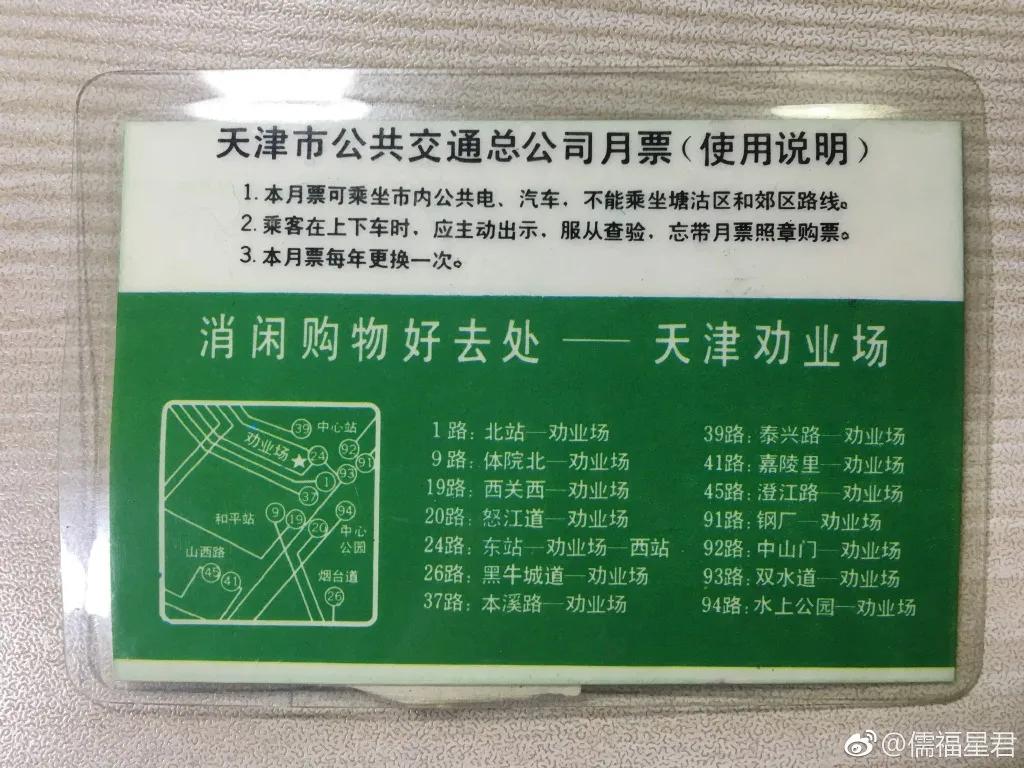 天津市公共交通总公司月票（使用说明）
1. 本月票可乘坐市内公共电、汽车，不能乘坐塘沽区和郊区路线。
2. 乘客在上下车时，应主动出示，服从查验，忘带月票照章购票。
3. 本月票每年更换一次。
消闲购物好去处——天津劝业场
39 中心站
劝业场 24 92
93 91
1
37
和平站 9 19 20 94
中心公园
山西路
45 41
烟台道
26
1路：北站—劝业场
9路：体院北—劝业场
19路：西关西—劝业场
20路：怒江道—劝业场
24路：东站—劝业场—西站
26路：黑牛城道—劝业场
37路：本溪路—劝业场
39路：泰兴路—劝业场
41路：嘉陵里—劝业场
45路：澄江路—劝业场
91路：钢厂—劝业场
92路：中山门—劝业场
93路：双水道—劝业场
94路：水上公园—劝业场
@儒福星君